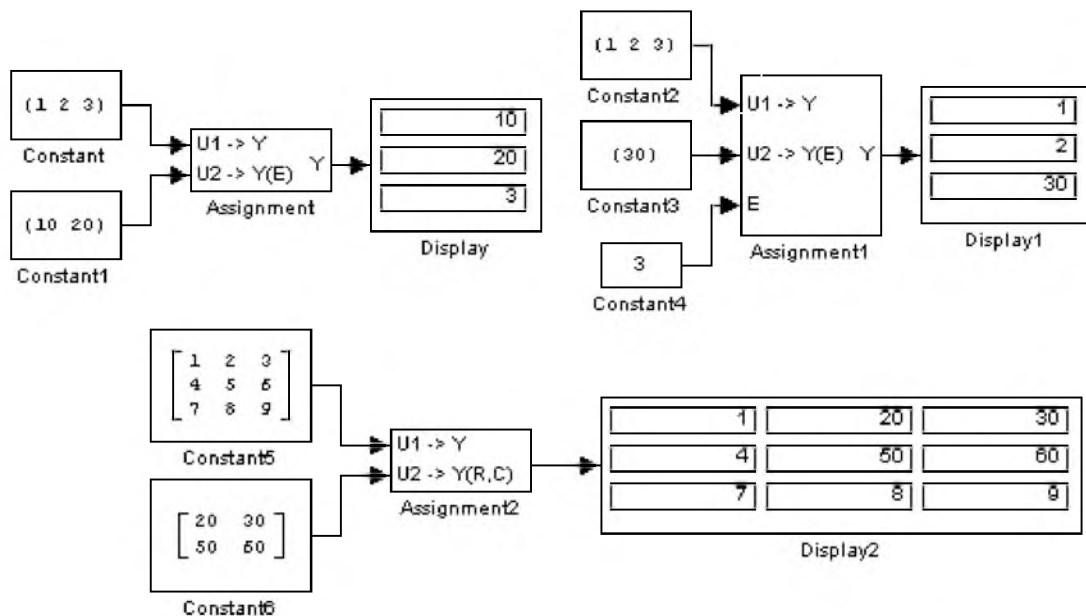 (1 2 3)
Constant
(10 20)
Constant1
U1 -> Y
U2 -> Y(E)
Y
Assignment
10
20
3
Display
(1 2 3)
Constant2
(30)
Constant3
3
Constant4
U1 -> Y
U2 -> Y(E) Y
E
Assignment1
1
2
30
Display1
1 2 3
4 5 6
7 8 9
Constant5
20 30
50 60
Constant6
U1 -> Y
U2 -> Y(R,C)
Assignment2
1 20 30
4 50 60
7 8 9
Display2